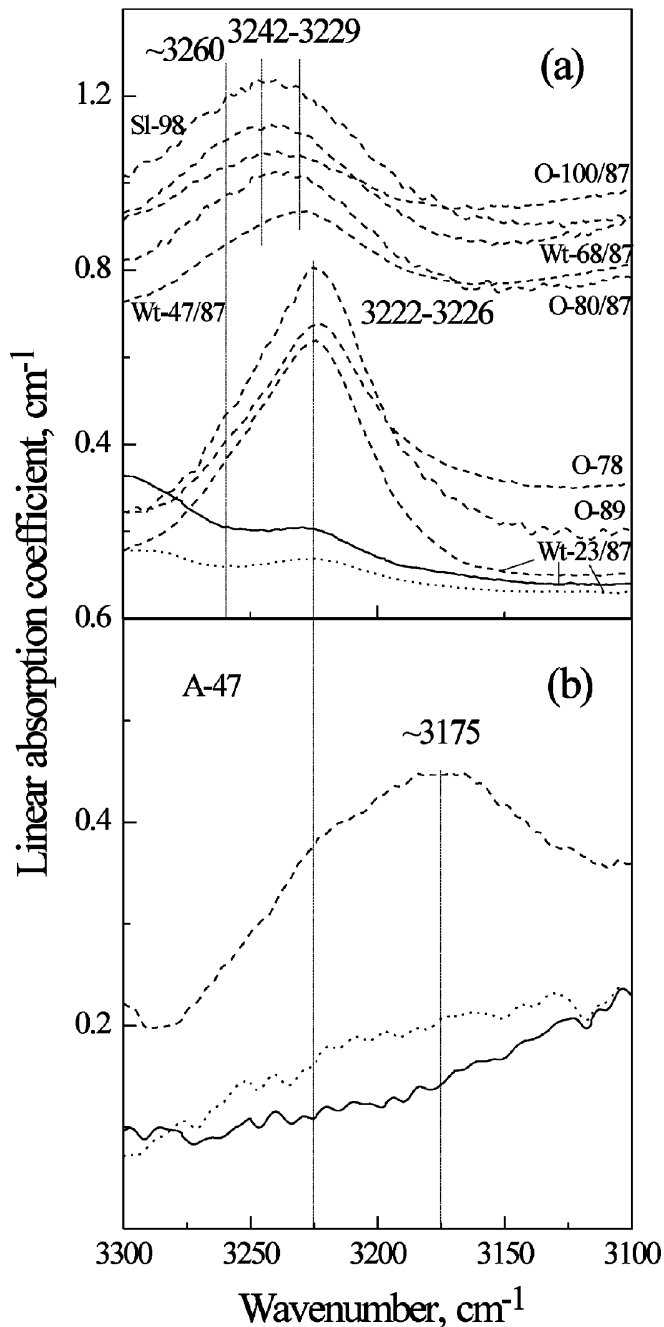 ~3260 3242-3229
(a)
1.2
Sl-98
O-100/87
Wt-68/87
0.8
Wt-47/87
O-80/87
3222-3226
0.4
O-78
O-89
Wt-23/87
0.6
A-47
(b)
~3175
0.4
0.2
3300 3250 3200 3150 3100
Wavenumber, cm-1
Linear absorption coefficient, cm-1